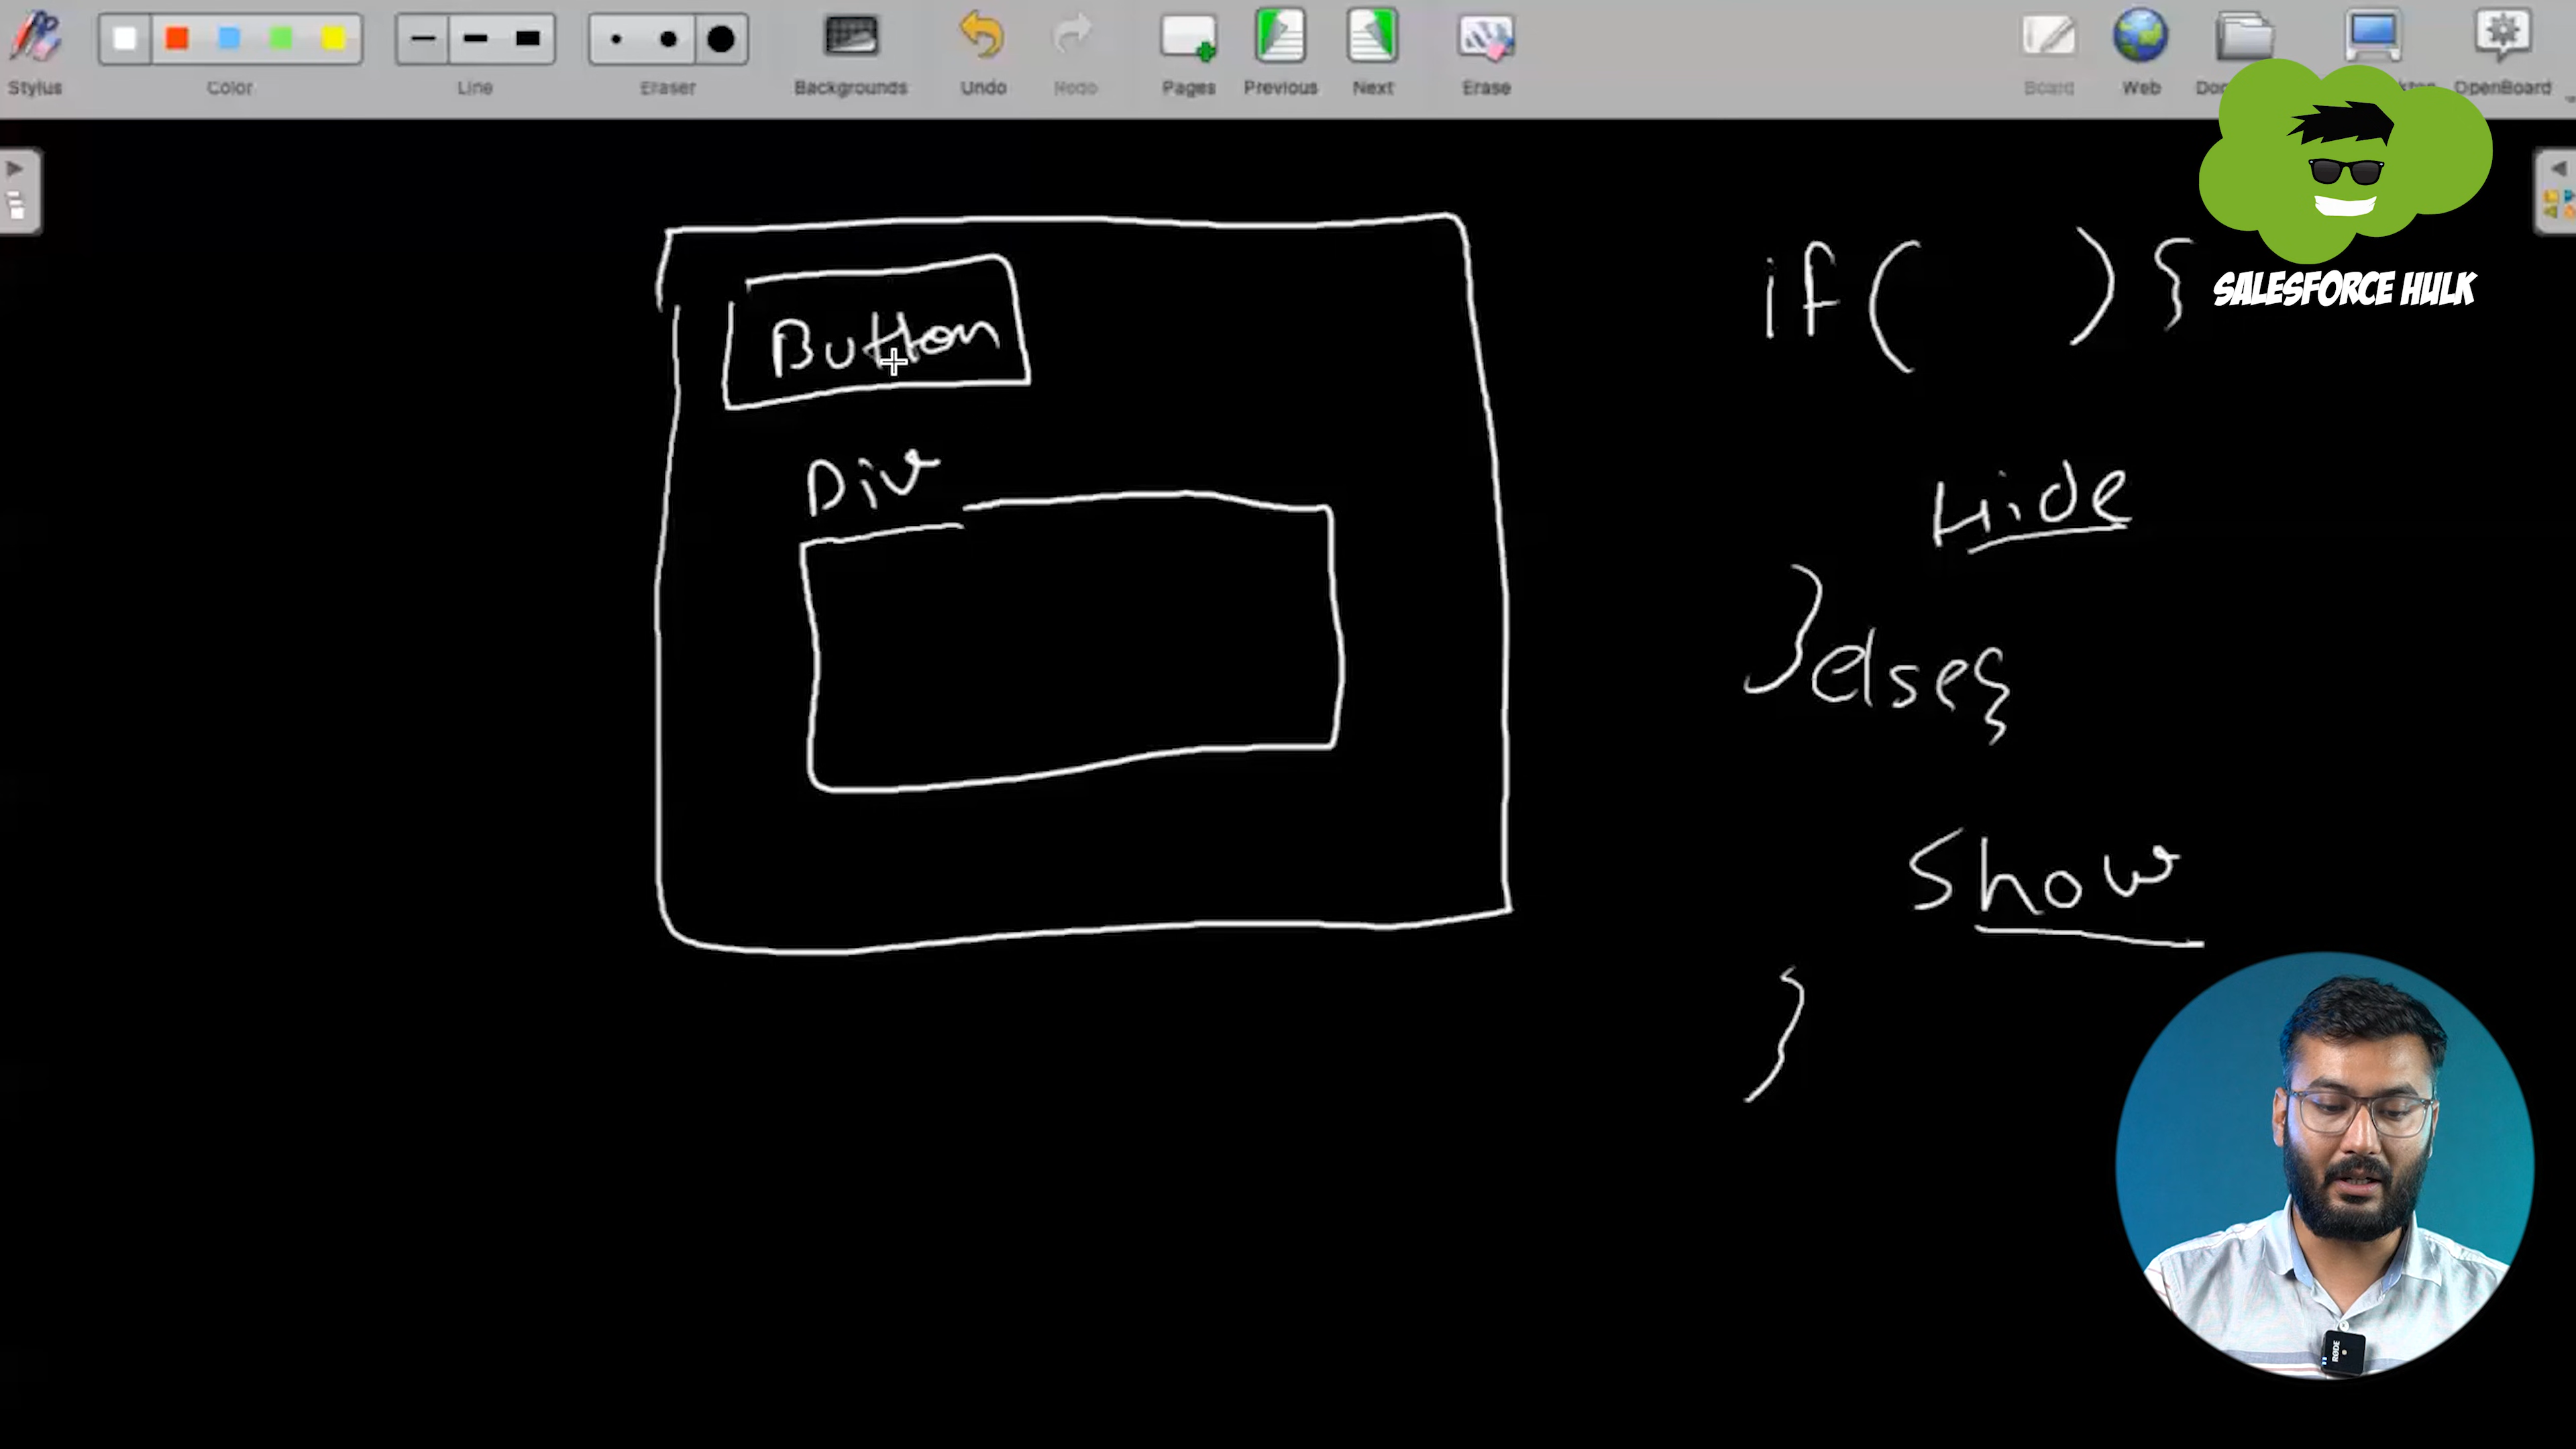 Stylus
Color
Line
Eraser
Backgrounds
Undo
Redo
Pages
Previous
Next
Erase
Board
Web
OpenBoard
SALESFORCE HULK
Button
Div
if( ){
Hide
}else{
Show
}
RØDE